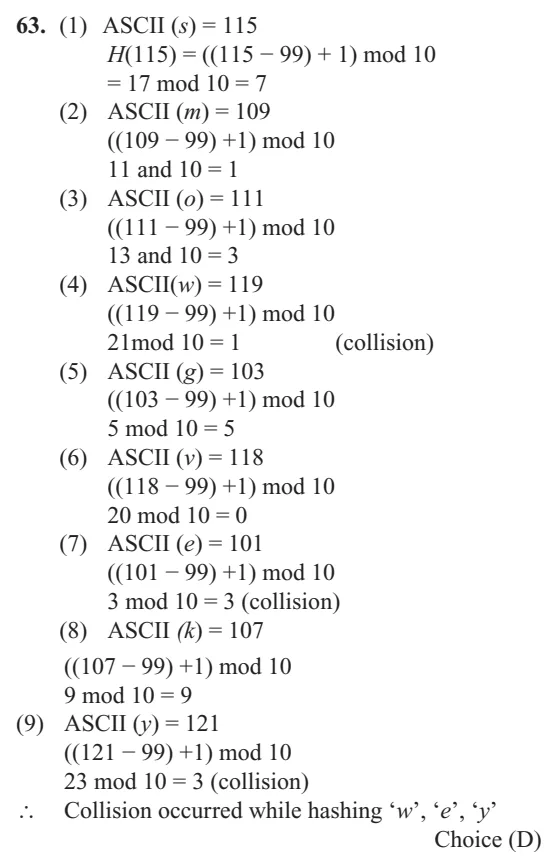 63. (1) ASCII (s) = 115
H(115) = ((115 − 99) + 1) mod 10
= 17 mod 10 = 7
(2) ASCII (m) = 109
((109 − 99) +1) mod 10
11 and 10 = 1
(3) ASCII (o) = 111
((111 − 99) +1) mod 10
13 and 10 = 3
(4) ASCII(w) = 119
((119 − 99) +1) mod 10
21mod 10 = 1 (collision)
(5) ASCII (g) = 103
((103 − 99) +1) mod 10
5 mod 10 = 5
(6) ASCII (v) = 118
((118 − 99) +1) mod 10
20 mod 10 = 0
(7) ASCII (e) = 101
((101 − 99) +1) mod 10
3 mod 10 = 3 (collision)
(8) ASCII (k) = 107
((107 − 99) +1) mod 10
9 mod 10 = 9
(9) ASCII (y) = 121
((121 − 99) +1) mod 10
23 mod 10 = 3 (collision)
∴ Collision occurred while hashing ‘w’, ‘e’, ‘y’
Choice (D)